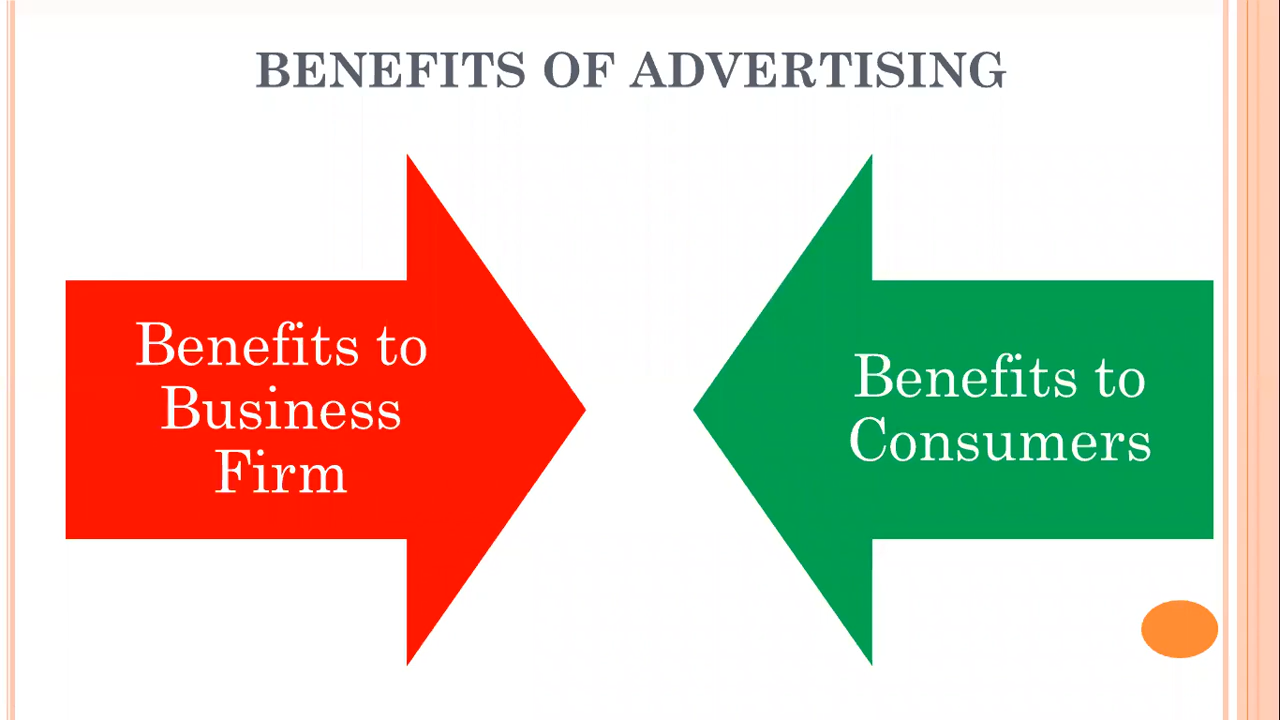 BENEFITS OF ADVERTISING
Benefits to
Business
Firm
Benefits to
Consumers